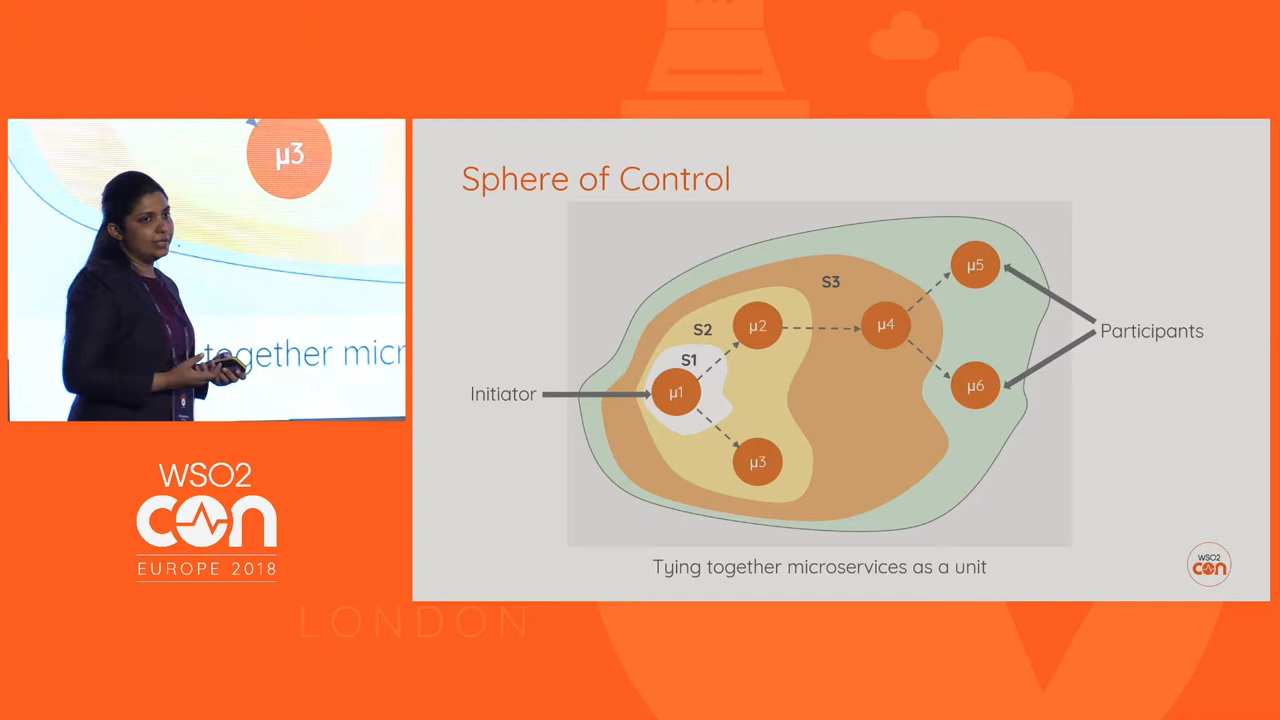 μ3
together micr
WSO2
CON
EUROPE 2018
LONDON
Sphere of Control
S3
μ5
S2
μ2
μ4
Participants
S1
μ1
Initiator
μ6
μ3
Tying together microservices as a unit
WSO2
CON